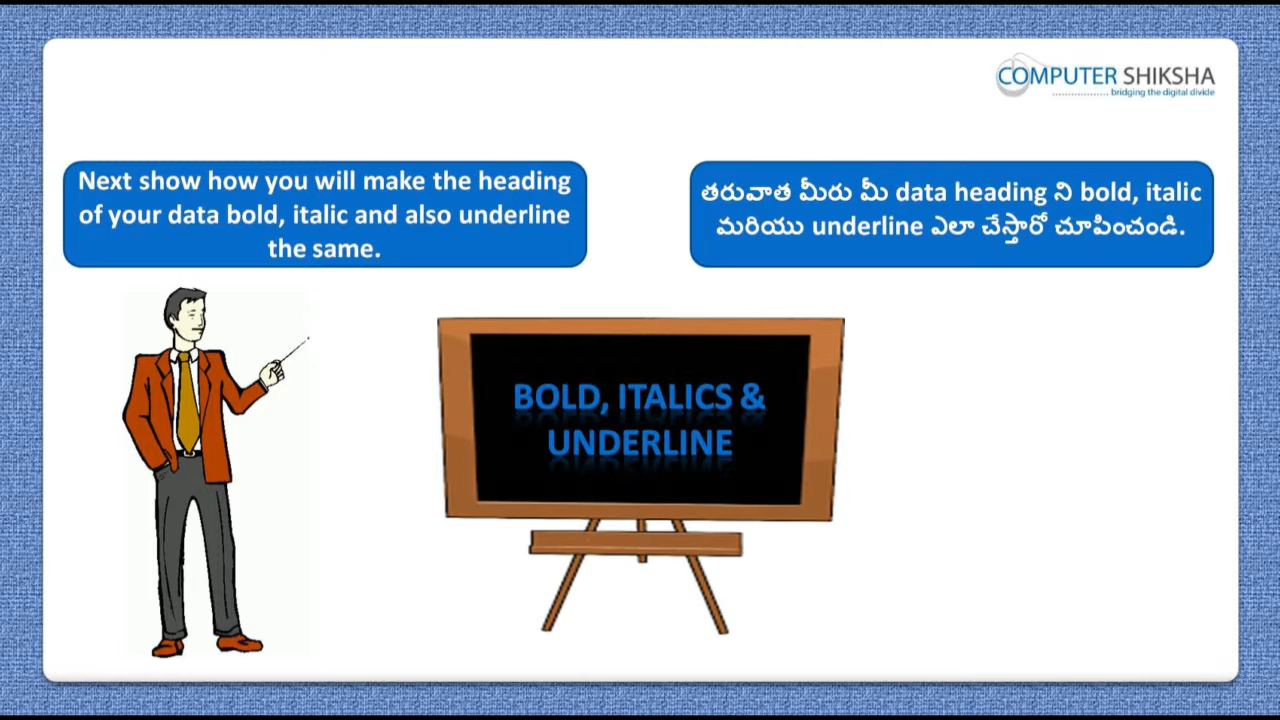 COMPUTER SHIKSHA
bridging the digital divide
Next show how you will make the heading
of your data bold, italic and also underline
the same.
తరువాత మీరు మీ data heading ని bold, italic
మరియు underline ఎలా చేస్తారో చూపించండి.
BOLD, ITALICS &
UNDERLINE